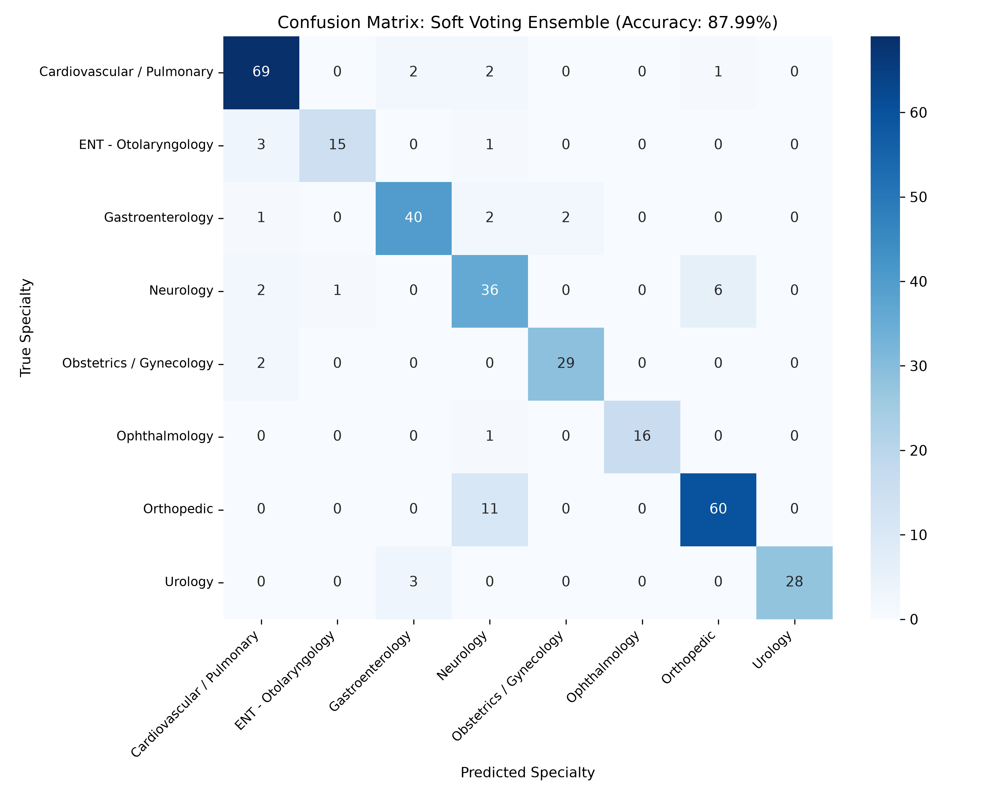 Confusion Matrix: Soft Voting Ensemble (Accuracy: 87.99%)
True Specialty
Cardiovascular / Pulmonary 69 0 2 2 0 0 1 0
ENT - Otolaryngology 3 15 0 1 0 0 0 0
Gastroenterology 1 0 40 2 2 0 0 0
Neurology 2 1 0 36 0 0 6 0
Obstetrics / Gynecology 2 0 0 0 29 0 0 0
Ophthalmology 0 0 0 1 0 16 0 0
Orthopedic 0 0 0 11 0 0 60 0
Urology 0 0 3 0 0 0 0 28
Cardiovascular / Pulmonary
ENT - Otolaryngology
Gastroenterology
Neurology
Obstetrics / Gynecology
Ophthalmology
Orthopedic
Urology
Predicted Specialty
60
50
40
30
20
10
0